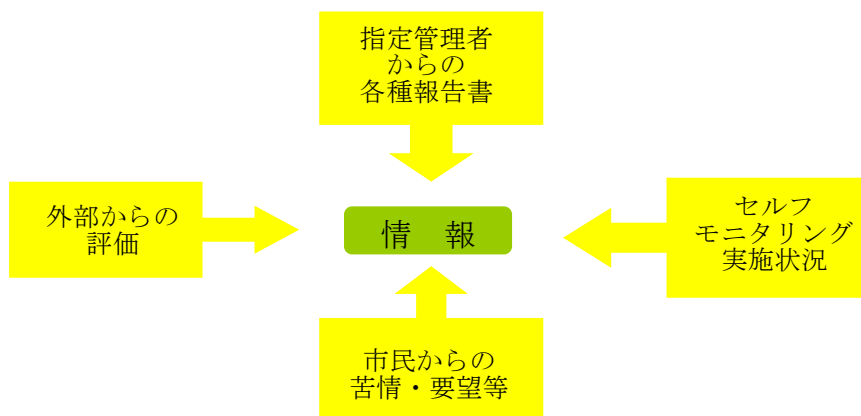 指定管理者
からの
各種報告書
外部からの
評価
情　報
セルフ
モニタリング
実施状況
市民からの
苦情・要望等